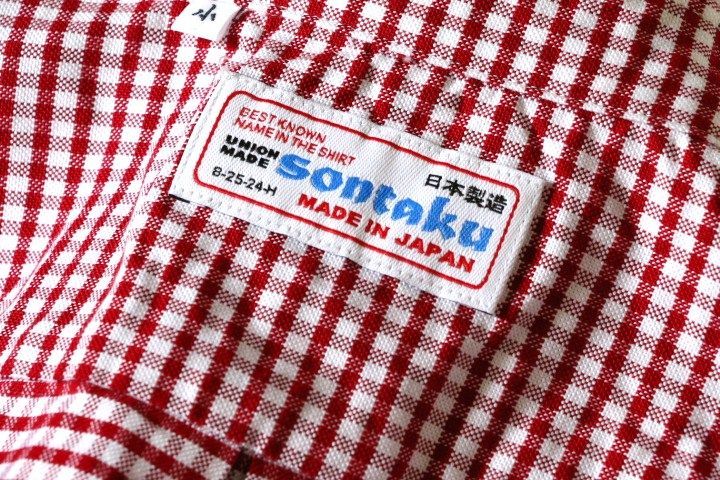 小
BEST KNOWN
NAME IN THE SHIRT
UNION
MADE
sontaku
日本製造
8-25-24-H
MADE IN JAPAN